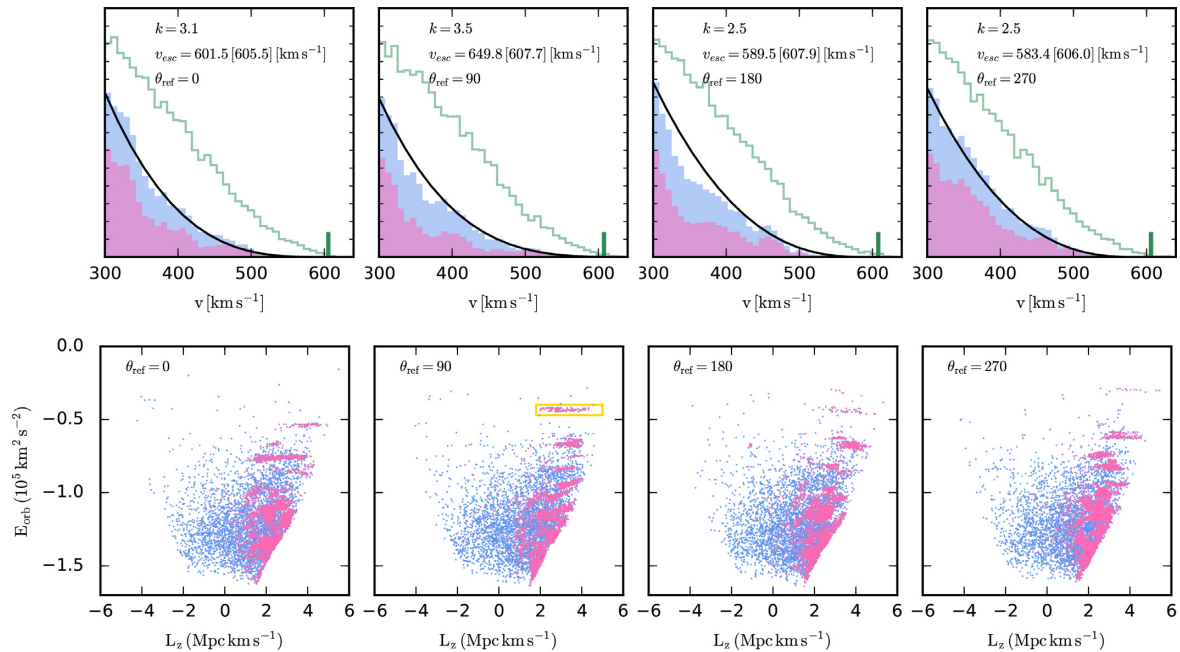 k = 3.1
v_esc = 601.5 [605.5] [km s⁻¹]
θ_ref = 0
k = 3.5
v_esc = 649.8 [607.7] [km s⁻¹]
θ_ref = 90
k = 2.5
v_esc = 589.5 [607.9] [km s⁻¹]
θ_ref = 180
k = 2.5
v_esc = 583.4 [606.0] [km s⁻¹]
θ_ref = 270
300 400 500 600
300 400 500 600
300 400 500 600
300 400 500 600
v [km s⁻¹]
v [km s⁻¹]
v [km s⁻¹]
v [km s⁻¹]
E_orb (10⁵ km² s⁻²)
0.0
−0.5
−1.0
−1.5
θ_ref = 0
θ_ref = 90
θ_ref = 180
θ_ref = 270
−6 −4 −2 0 2 4 6
−4 −2 0 2 4 6
−4 −2 0 2 4 6
−4 −2 0 2 4 6
L_z (Mpc km s⁻¹)
L_z (Mpc km s⁻¹)
L_z (Mpc km s⁻¹)
L_z (Mpc km s⁻¹)